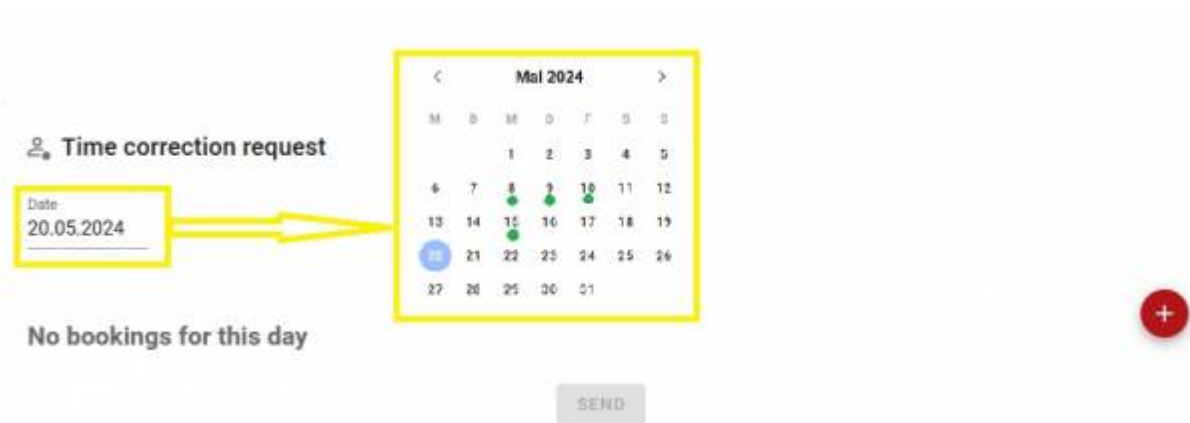 Mai 2024
M D M D F S S
1 2 3 4 5
6 7 8 9 10 11 12
13 14 15 16 17 18 19
20 21 22 23 24 25 26
27 28 29 30 31
Time correction request
Date
20.05.2024
No bookings for this day
SEND